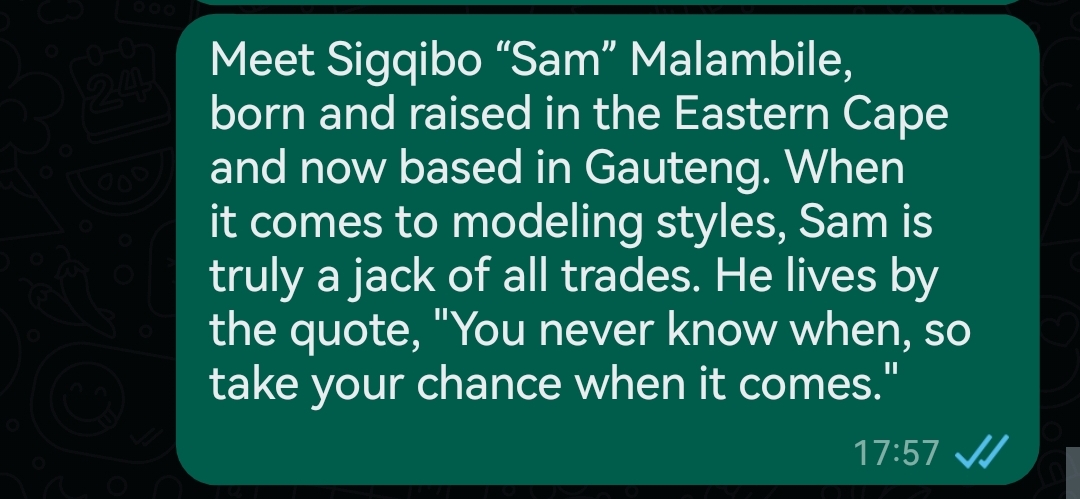 Meet Sigqibo “Sam” Malambile,
born and raised in the Eastern Cape
and now based in Gauteng. When
it comes to modeling styles, Sam is
truly a jack of all trades. He lives by
the quote, "You never know when, so
take your chance when it comes."
17:57
24